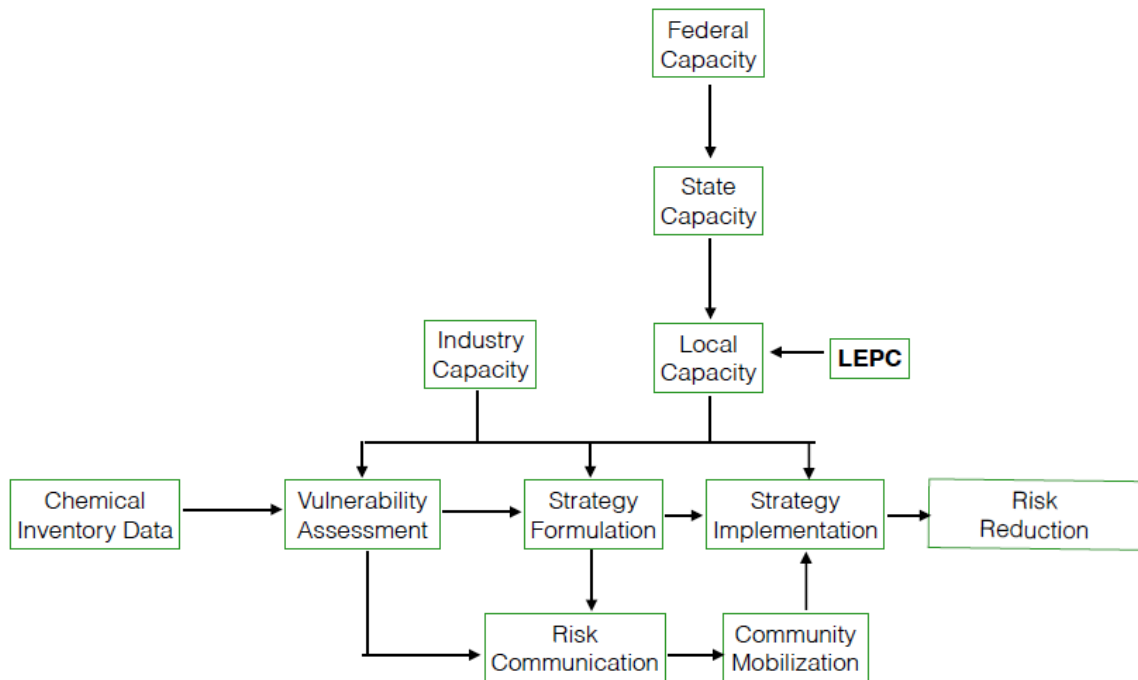 Federal
Capacity
State
Capacity
Industry
Capacity
Local
Capacity
LEPC
Chemical
Inventory Data
Vulnerability
Assessment
Strategy
Formulation
Strategy
Implementation
Risk
Reduction
Risk
Communication
Community
Mobilization